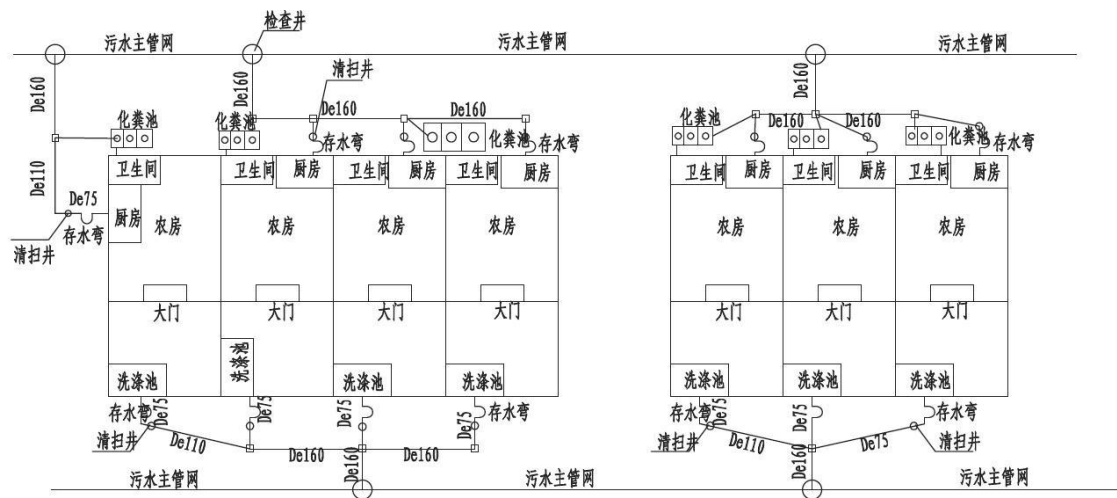 检查井
污水主管网
污水主管网
污水主管网
清扫井
De160
De160
De160
De160
De160
化粪池
化粪池
化粪池
存水弯
存水弯
化粪池
De160
De160
化粪池
存水弯
De110
卫生间
卫生间
厨房
卫生间
卫生间
厨房
卫生间
卫生间
厨房
卫生间
厨房
De75
厨房
存水弯
清扫井
农房
农房
农房
农房
农房
农房
农房
大门
大门
大门
大门
大门
大门
大门
洗涤池
洗涤池
洗涤池
洗涤池
洗涤池
洗涤池
洗涤池
存水弯
De75
De75
De75
De75
存水弯
存水弯
De75
De75
存水弯
清扫井
De110
De160
De160
De160
清扫井
De110
De75
清扫井
De160
污水主管网
污水主管网
污水主管网